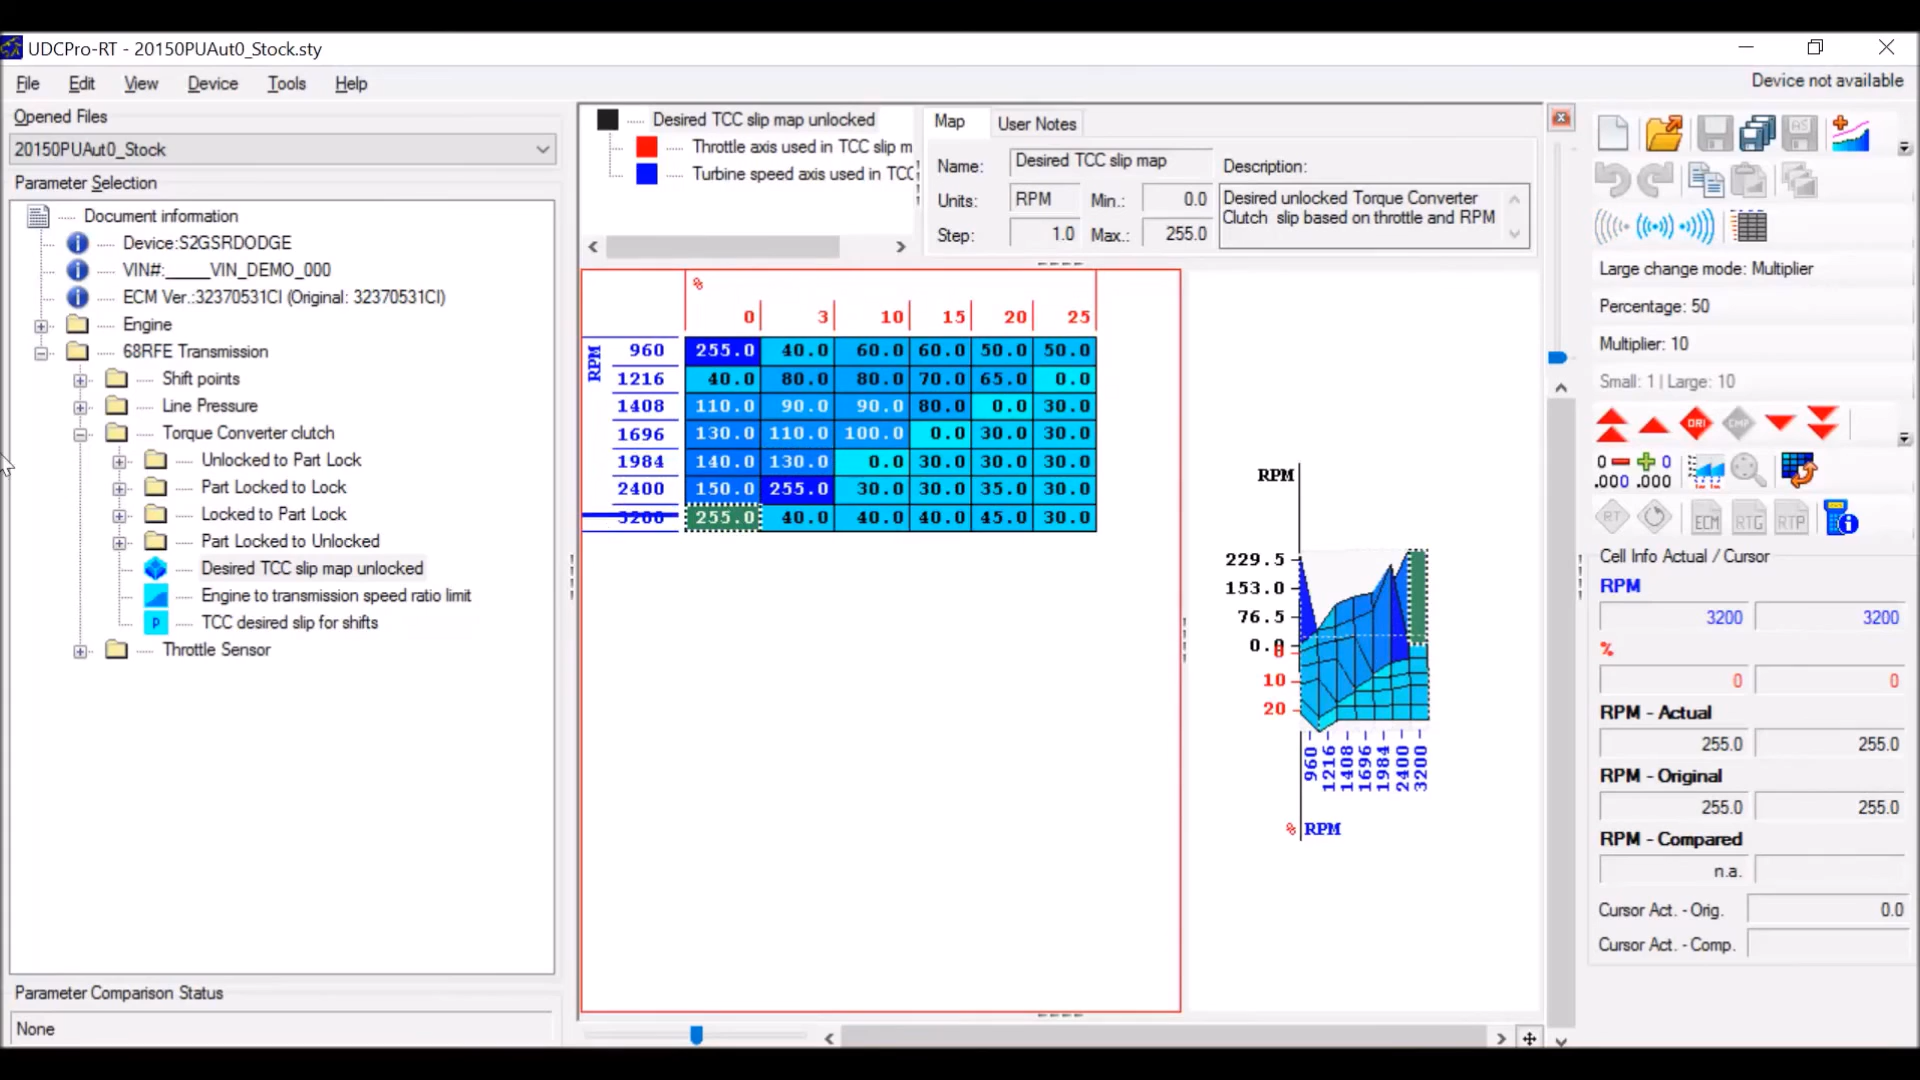 UDCPro-RT - 20150PUAut0_Stock.sty
File Edit View Device Tools Help
Device not available
Opened Files
20150PUAut0_Stock
Parameter Selection
Document information
Device:S2GSRDODGE
VIN#:_____VIN_DEMO_000
ECM Ver.:32370531CI (Original: 32370531CI)
Engine
68RFE Transmission
Shift points
Line Pressure
Torque Converter clutch
Unlocked to Part Lock
Part Locked to Lock
Locked to Part Lock
Part Locked to Unlocked
Desired TCC slip map unlocked
Engine to transmission speed ratio limit
P TCC desired slip for shifts
Throttle Sensor
Parameter Comparison Status
None
Desired TCC slip map unlocked
Throttle axis used in TCC slip m
Turbine speed axis used in TCC
Map User Notes
Name: Desired TCC slip map Description:
Units: RPM Min.: 0.0 Desired unlocked Torque Converter
Clutch slip based on throttle and RPM
Step: 1.0 Max.: 255.0
%
0 3 10 15 20 25
RPM
960 255.0 40.0 60.0 60.0 50.0 50.0
1216 40.0 80.0 80.0 70.0 65.0 0.0
1408 110.0 90.0 90.0 80.0 0.0 30.0
1696 130.0 110.0 100.0 0.0 30.0 30.0
1984 140.0 130.0 0.0 30.0 30.0 30.0
2400 150.0 255.0 30.0 30.0 35.0 30.0
3200 255.0 40.0 40.0 40.0 45.0 30.0
RPM
229.5
153.0
76.5
0.0
0
10
20
960 1216 1408 1696 1984 2400 3200
% RPM
AS
Large change mode: Multiplier
Percentage: 50
Multiplier: 10
Small: 1 | Large: 10
ORI CMP
0 0
.000 .000
RT ECM RTG RTP
Cell Info Actual / Cursor
RPM
3200 3200
%
0 0
RPM - Actual
255.0 255.0
RPM - Original
255.0 255.0
RPM - Compared
n.a.
Cursor Act. - Orig. 0.0
Cursor Act. - Comp.